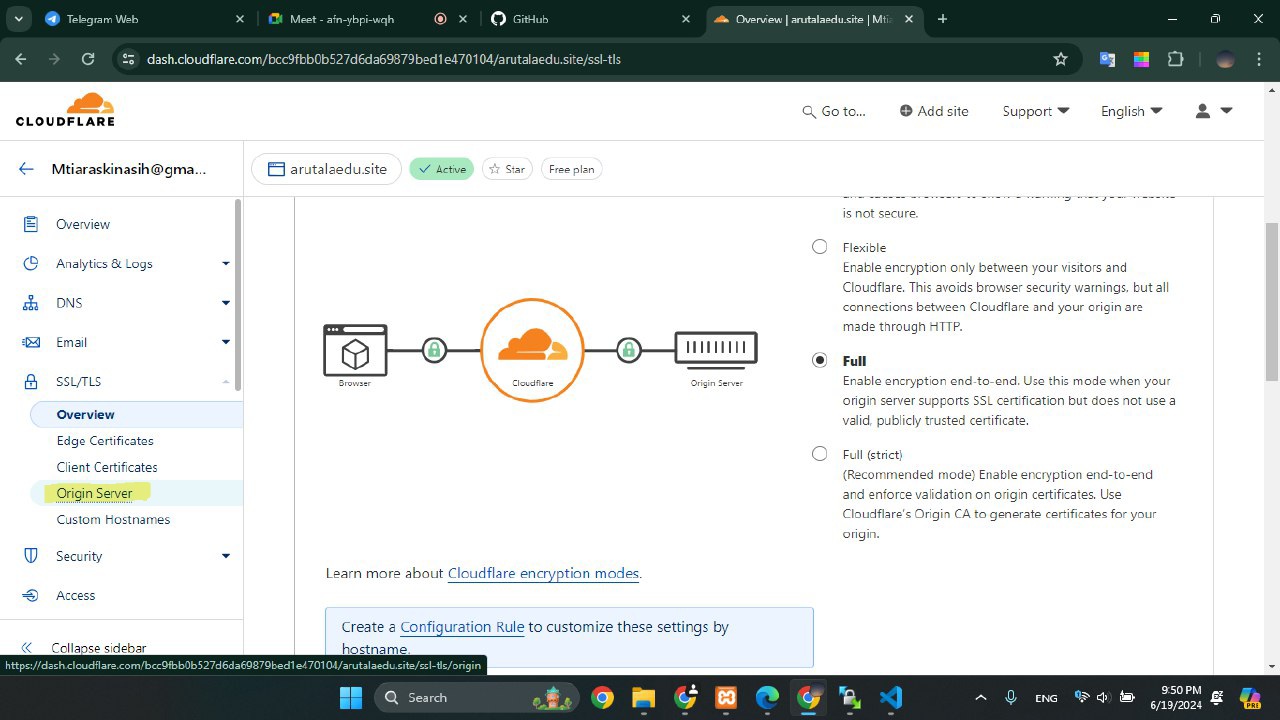 Telegram Web
Meet - afn-ybpi-wqh
GitHub
Overview | arutalaedu.site | Mtia
dash.cloudflare.com/bcc9fbb0b527d6da69879bed1e470104/arutalaedu.site/ssl-tls
CLOUDFLARE
Go to...
Add site
Support
English
Mtiaraskinasih@gma...
arutalaedu.site
Active
Star
Free plan
Overview
Analytics & Logs
DNS
Email
SSL/TLS
Overview
Edge Certificates
Client Certificates
Origin Server
Custom Hostnames
Security
Access
Collapse sidebar
Browser
Cloudflare
Origin Server
is not secure.
Flexible
Enable encryption only between your visitors and
Cloudflare. This avoids browser security warnings, but all
connections between Cloudflare and your origin are
made through HTTP.
Full
Enable encryption end-to-end. Use this mode when your
origin server supports SSL certification but does not use a
valid, publicly trusted certificate.
Full (strict)
(Recommended mode) Enable encryption end-to-end
and enforce validation on origin certificates. Use
Cloudflare's Origin CA to generate certificates for your
origin.
Learn more about Cloudflare encryption modes.
Create a Configuration Rule to customize these settings by
hostname.
https://dash.cloudflare.com/bcc9fbb0b527d6da69879bed1e470104/arutalaedu.site/ssl-tls/origin
Search
ENG
9:50 PM
6/19/2024
PRE